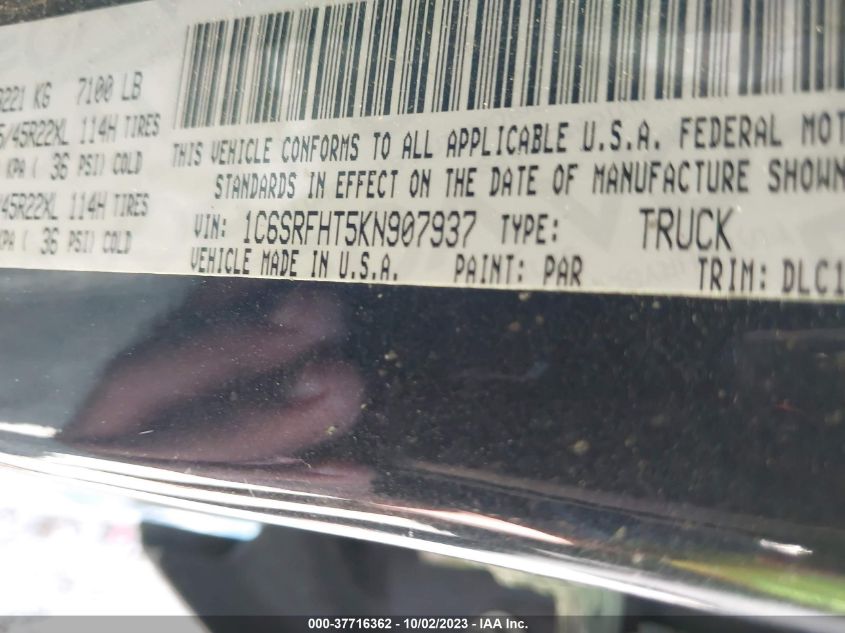 3221 KG 7100 LB
/45R22XL 114H TIRES
KPA ( 36 PSI) COLD
/45R22XL 114H TIRES
KPA ( 36 PSI) COLD
THIS VEHICLE CONFORMS TO ALL APPLICABLE U.S.A. FEDERAL MOT
STANDARDS IN EFFECT ON THE DATE OF MANUFACTURE SHOWN
VIN: 1C6SRFHT5KN907937 TYPE: TRUCK
VEHICLE MADE IN U.S.A. PAINT: PAR TRIM: DLC1
000-37716362 - 10/02/2023 - IAA Inc.